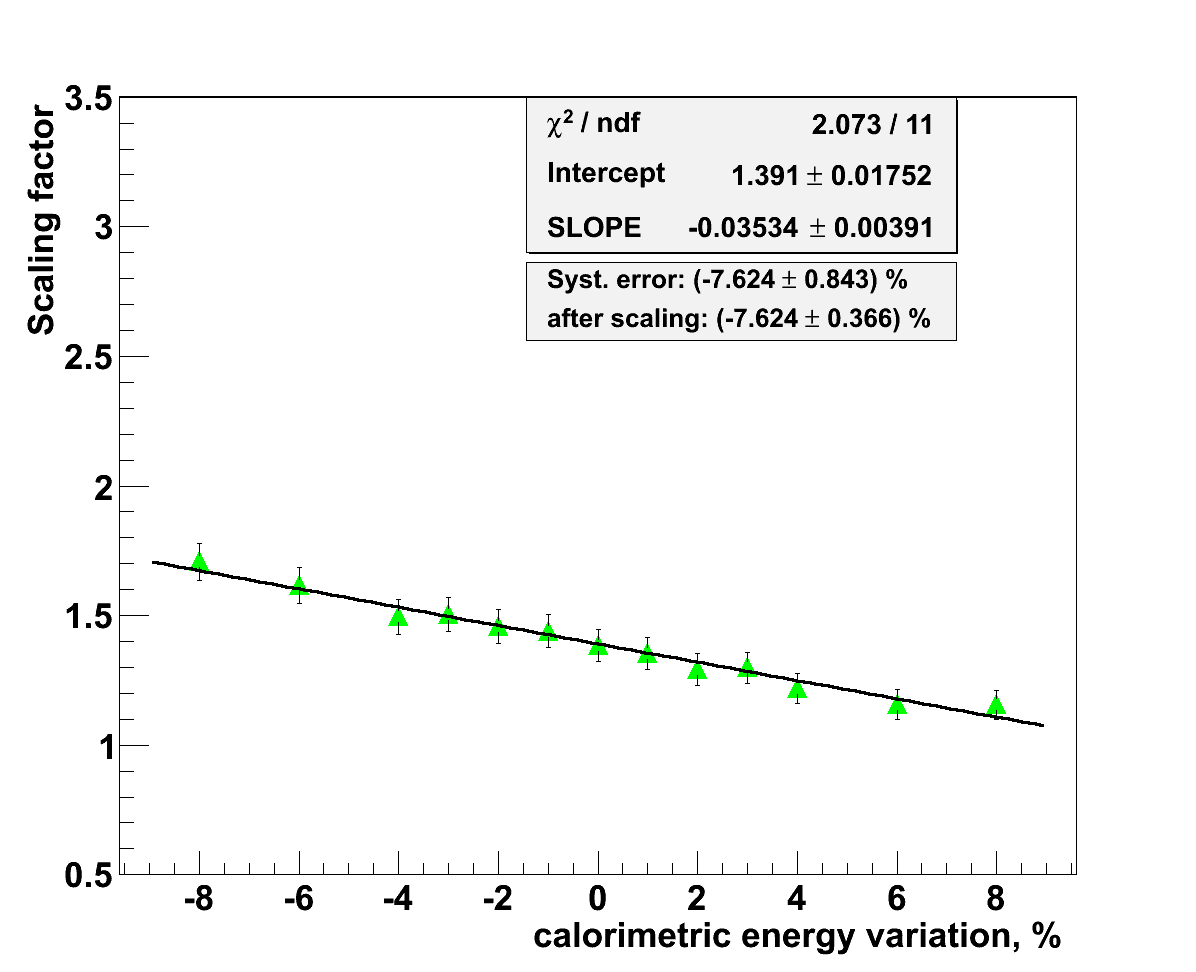 3.5
3
2.5
2
1.5
1
0.5
Scaling factor
χ² / ndf 2.073 / 11
Intercept 1.391 ± 0.01752
SLOPE -0.03534 ± 0.00391
Syst. error: (-7.624 ± 0.843) %
after scaling: (-7.624 ± 0.366) %
-8 -6 -4 -2 0 2 4 6 8
calorimetric energy variation, %